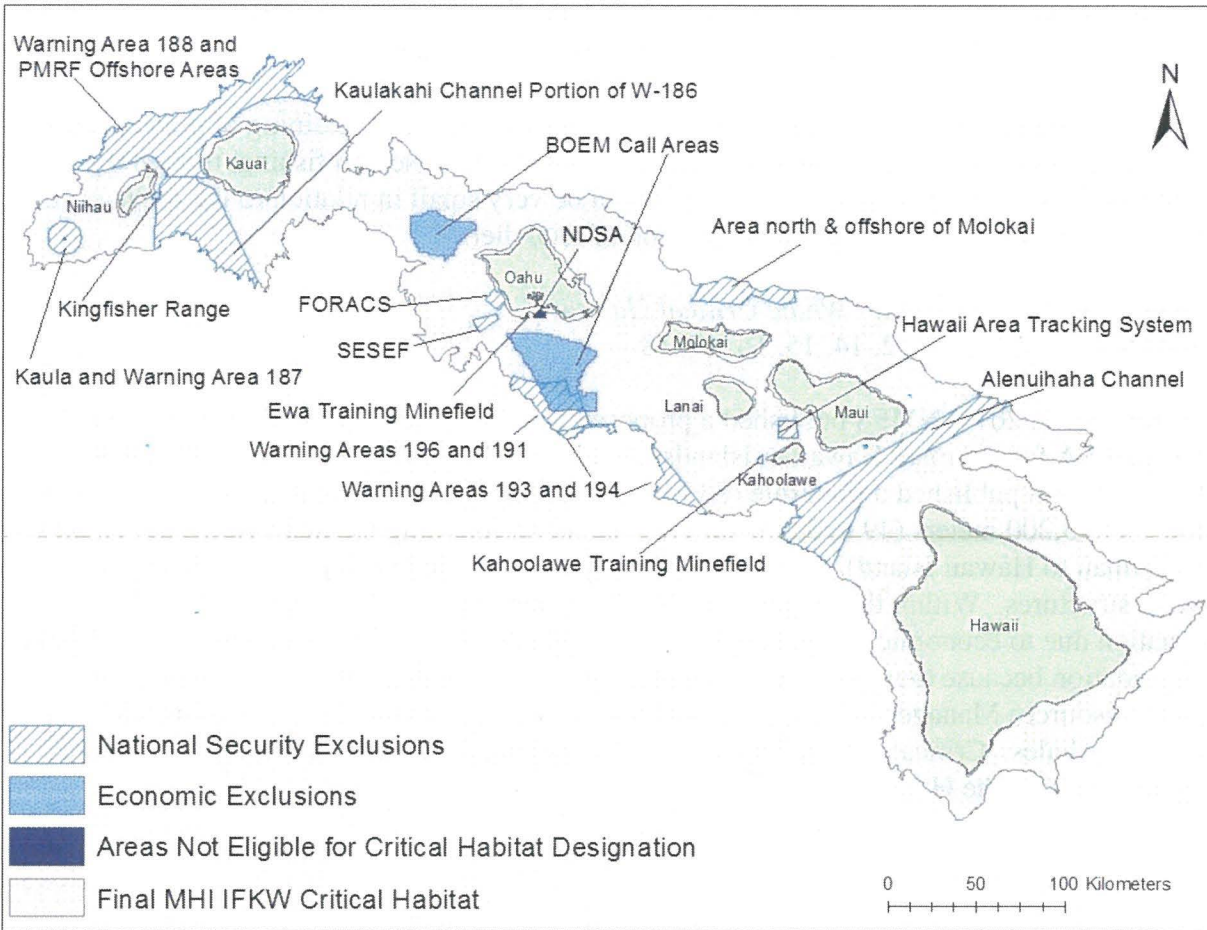 Warning Area 188 and
PMRF Offshore Areas
Kaulakahi Channel Portion of W-186
N
BOEM Call Areas
Kauai
Niihau
NDSA
Area north & offshore of Molokai
Oahu
Kingfisher Range
FORACS
Hawaii Area Tracking System
SESEF
Molokai
Kaula and Warning Area 187
Alenuihaha Channel
Ewa Training Minefield
Lanai
Maui
Warning Areas 196 and 191
Kahoolawe
Warning Areas 193 and 194
Kahoolawe Training Minefield
Hawaii
National Security Exclusions
Economic Exclusions
Areas Not Eligible for Critical Habitat Designation
Final MHI IFKW Critical Habitat
0 50 100 Kilometers